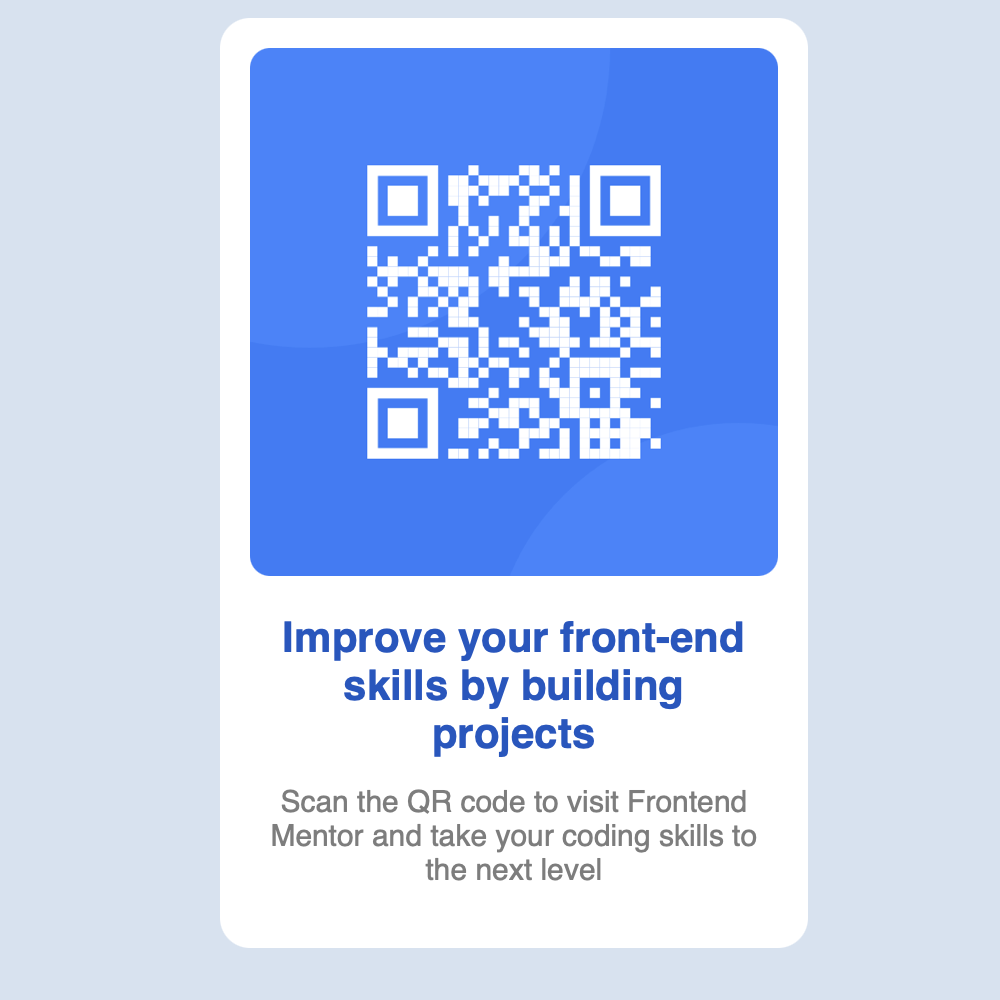 Improve your front-end
skills by building
projects
Scan the QR code to visit Frontend
Mentor and take your coding skills to
the next level